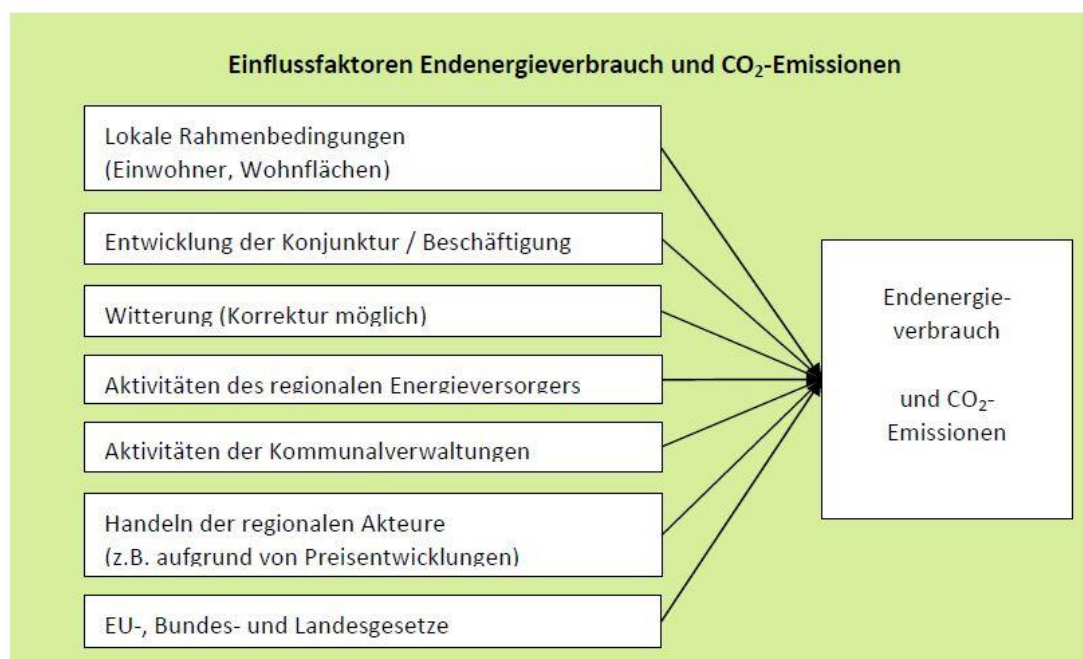 Einflussfaktoren Endenergieverbrauch und CO₂-Emissionen
Lokale Rahmenbedingungen
(Einwohner, Wohnflächen)
Entwicklung der Konjunktur / Beschäftigung
Witterung (Korrektur möglich)
Aktivitäten des regionalen Energieversorgers
Aktivitäten der Kommunalverwaltungen
Handeln der regionalen Akteure
(z.B. aufgrund von Preisentwicklungen)
EU-, Bundes- und Landesgesetze
Endenergie-
verbrauch
und CO₂-
Emissionen